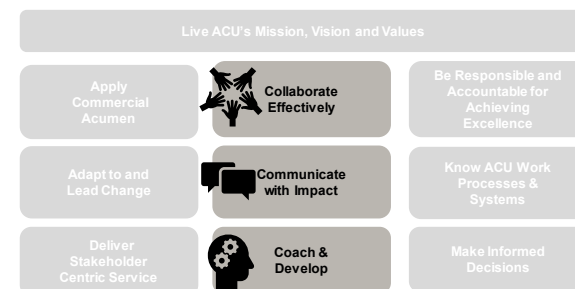 Live ACU's Mission, Vision and Values
Apply
Commercial
Acumen
Collaborate
Effectively
Be Responsible and
Accountable for
Achieving
Excellence
Adapt to and
Lead Change
Communicate
with Impact
Know ACU Work
Processes &
Systems
Deliver
Stakeholder
Centric Service
Coach &
Develop
Make Informed
Decisions